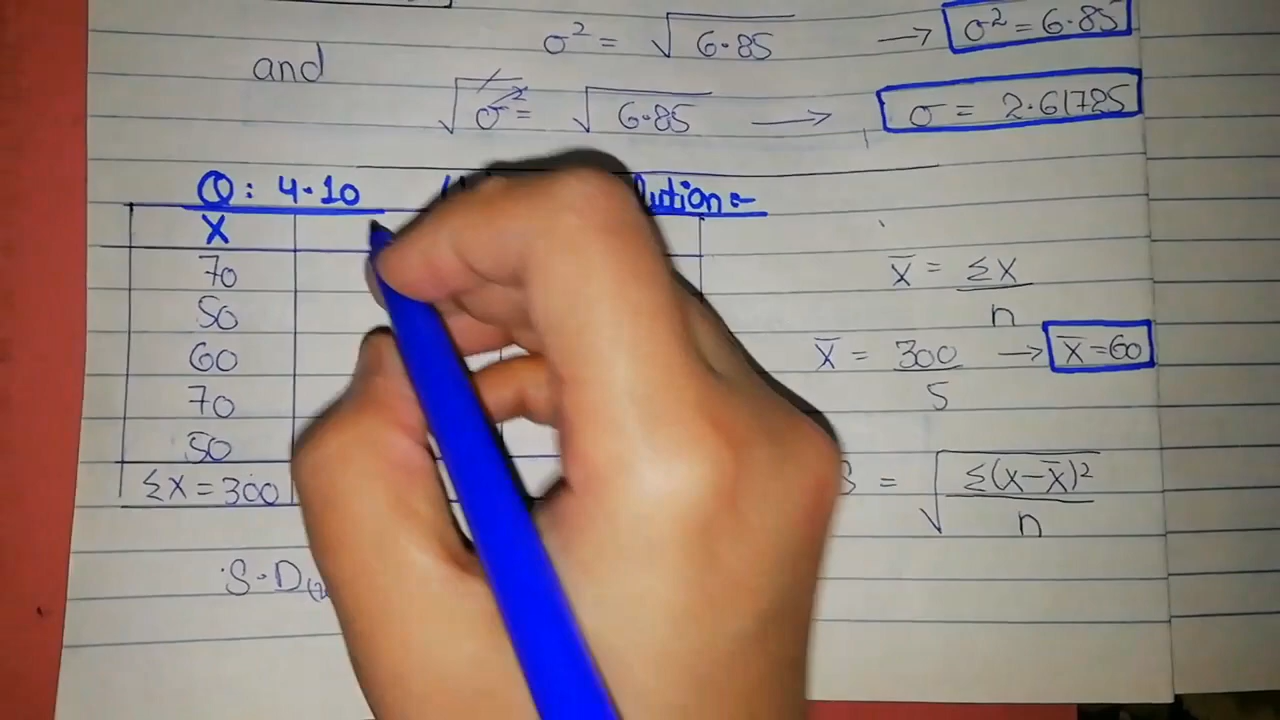 σ² = √6.85 → σ² = 6.85
and
√σ² = √6.85 → σ = 2.61725
Q: 4.10
X
70
50
60
70
50
ΣX = 300
X̄ = ΣX / n
X̄ = 300 / 5 → X̄ = 60
= √Σ(X-X̄)² / n
S.D